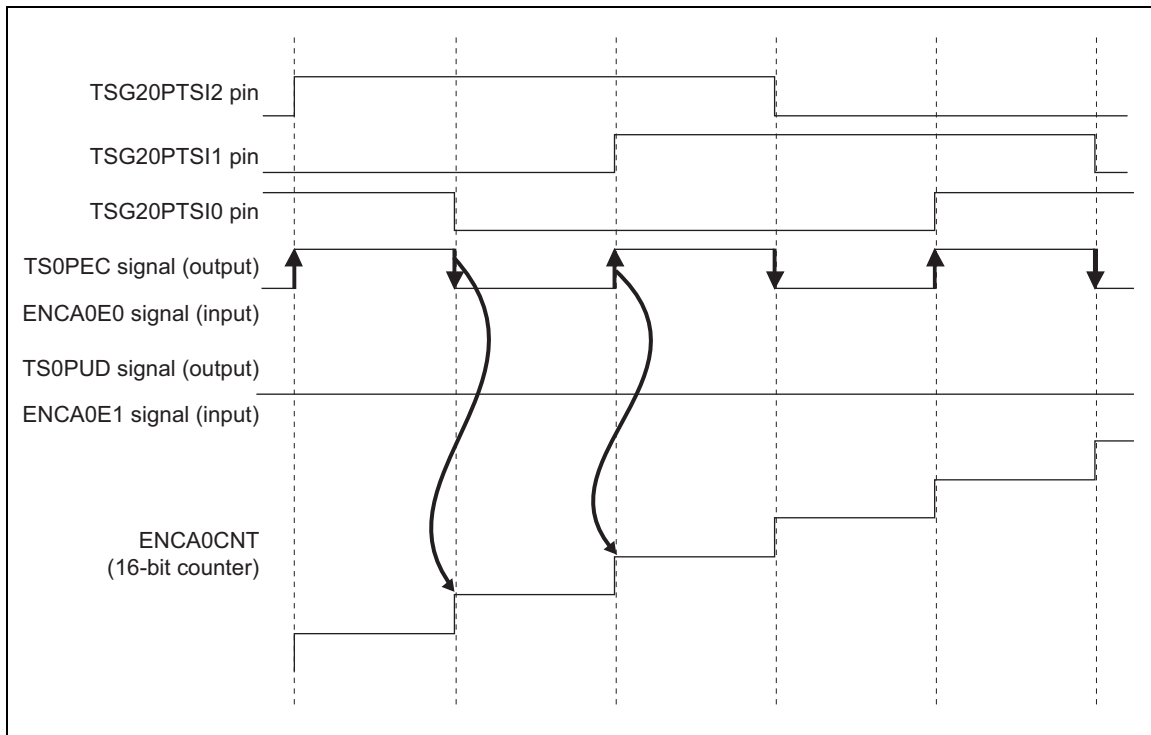 TSG20PTSI2 pin
TSG20PTSI1 pin
TSG20PTSI0 pin
TS0PEC signal (output)
ENCA0E0 signal (input)
TS0PUD signal (output)
ENCA0E1 signal (input)
ENCA0CNT
(16-bit counter)